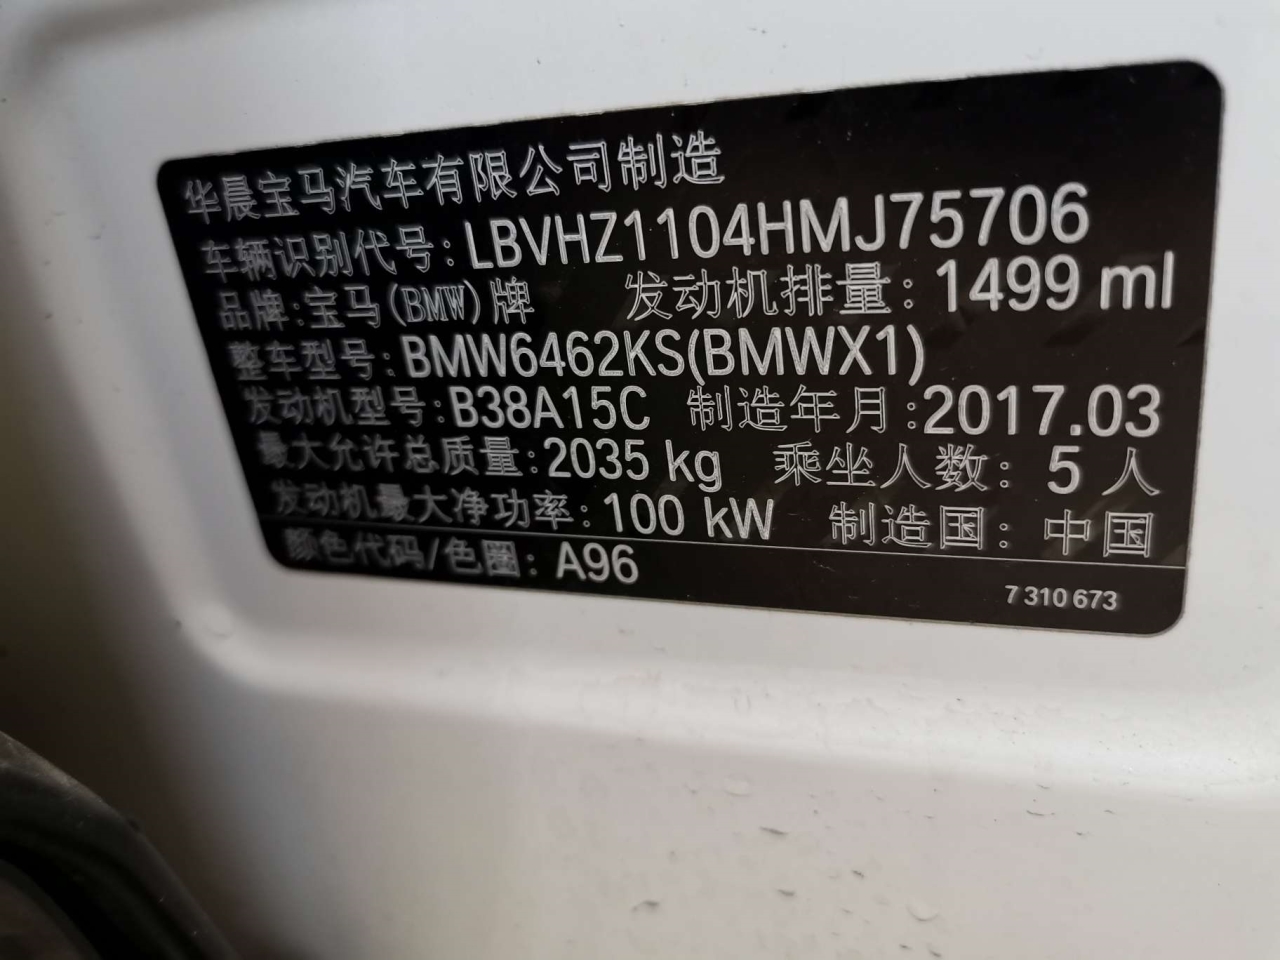 华晨宝马汽车有限公司制造
车辆识别代号:LBVHZ1104HMJ75706
品牌:宝马(BMW)牌 发动机排量:1499 ml
整车型号:BMW6462KS(BMWX1)
发动机型号:B38A15C 制造年月:2017.03
最大允许总质量:2035 kg 乘坐人数:5 人
发动机最大净功率:100 kW 制造国:中国
颜色代码/色圈:A96
7 310 673